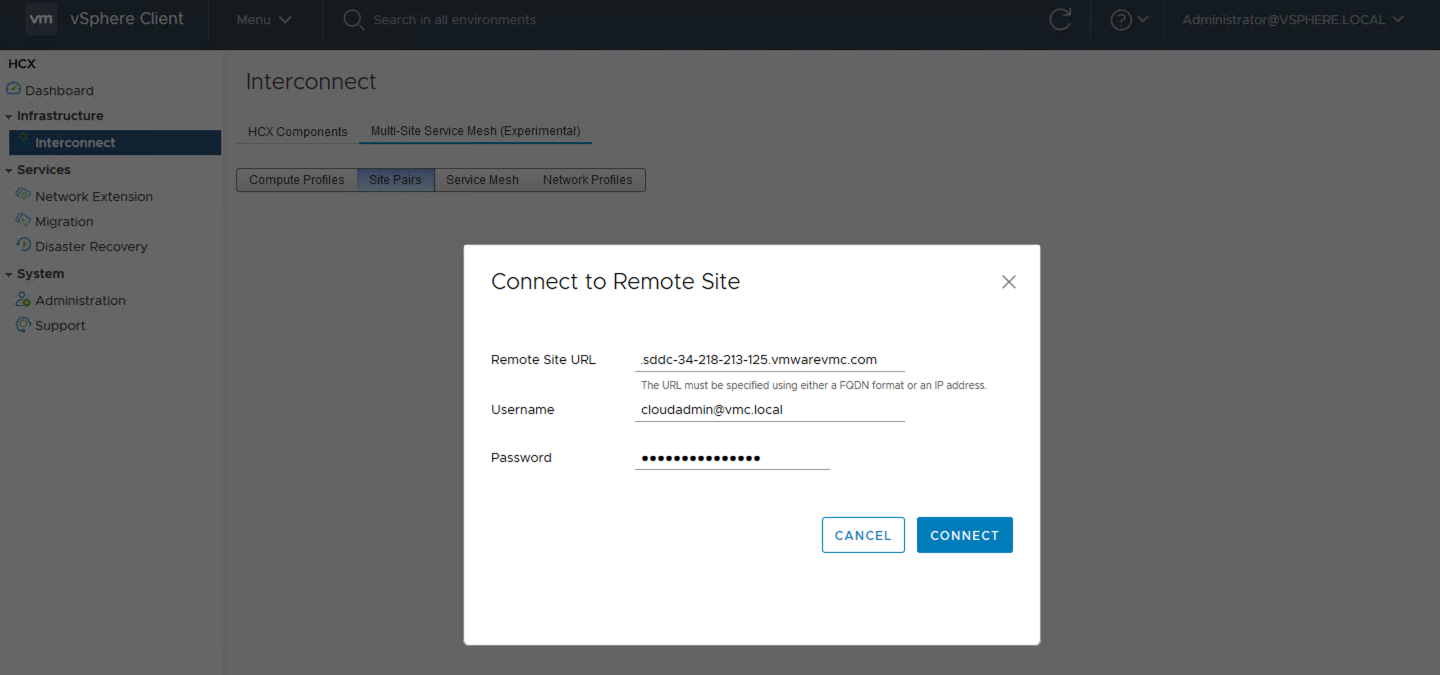 vm vSphere Client Menu Search in all environments Administrator@VSPHERE.LOCAL
HCX
Dashboard
Infrastructure
Interconnect
Services
Network Extension
Migration
Disaster Recovery
System
Administration
Support
Interconnect
HCX Components Multi-Site Service Mesh (Experimental)
Compute Profiles Site Pairs Service Mesh Network Profiles
Connect to Remote Site
Remote Site URL .sddc-34-218-213-125.vmwarevmc.com
The URL must be specified using either a FQDN format or an IP address.
Username cloudadmin@vmc.local
Password •••••••••••••••
CANCEL CONNECT